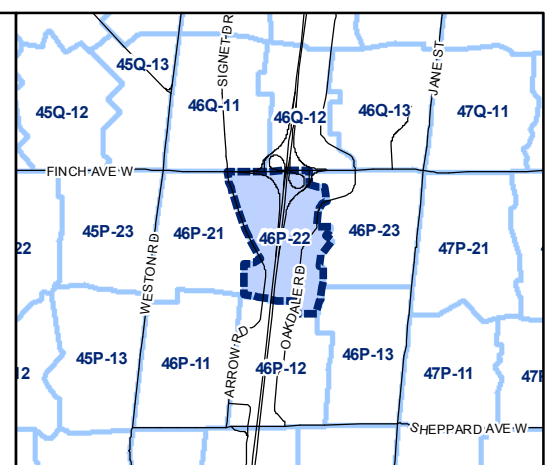 SIGNET DR
JANE ST
45Q-13
45Q-12
46Q-11
46Q-12
46Q-13
47Q-11
FINCH AVE W
22
45P-23
46P-21
46P-22
46P-23
47P-21
WESTON RD
OAKDALE RD
ARROW RD
12
45P-13
46P-11
46P-12
46P-13
47P-11
47P
SHEPPARD AVE W